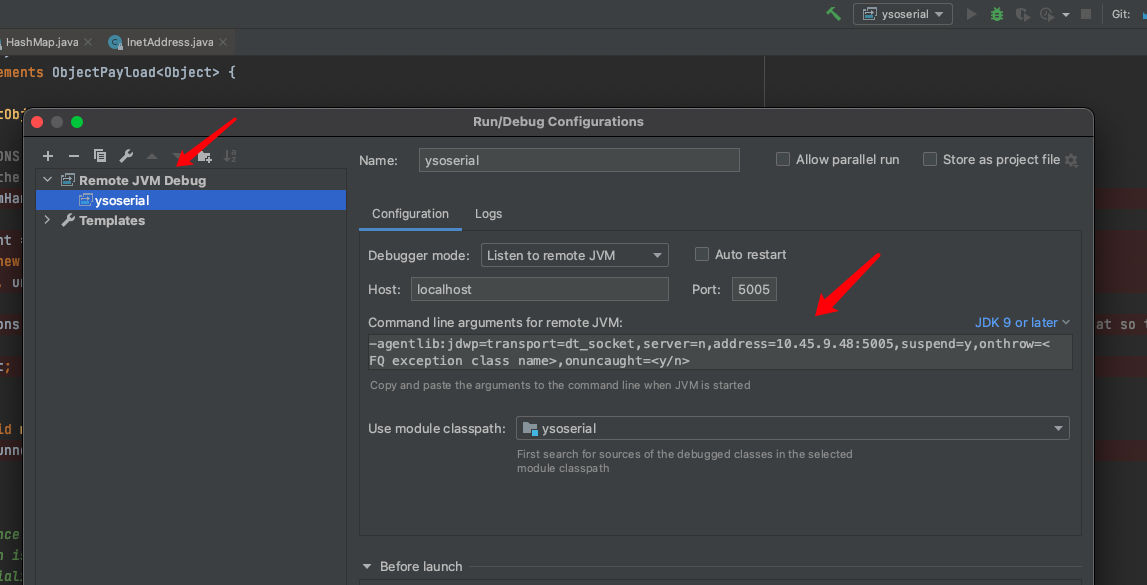 ysoserial
Git:
HashMap.java
InetAddress.java
ements ObjectPayload<Object> {
Run/Debug Configurations
Remote JVM Debug
ysoserial
Templates
Name:
ysoserial
Allow parallel run
Store as project file
Configuration
Logs
Debugger mode:
Listen to remote JVM
Auto restart
Host:
localhost
Port:
5005
Command line arguments for remote JVM:
JDK 9 or later
-agentlib:jdwp=transport=dt_socket,server=n,address=10.45.9.48:5005,suspend=y,onthrow=<
FQ exception class name>,onuncaught=<y/n>
Copy and paste the arguments to the command line when JVM is started
Use module classpath:
ysoserial
First search for sources of the debugged classes in the selected
module classpath
Before launch